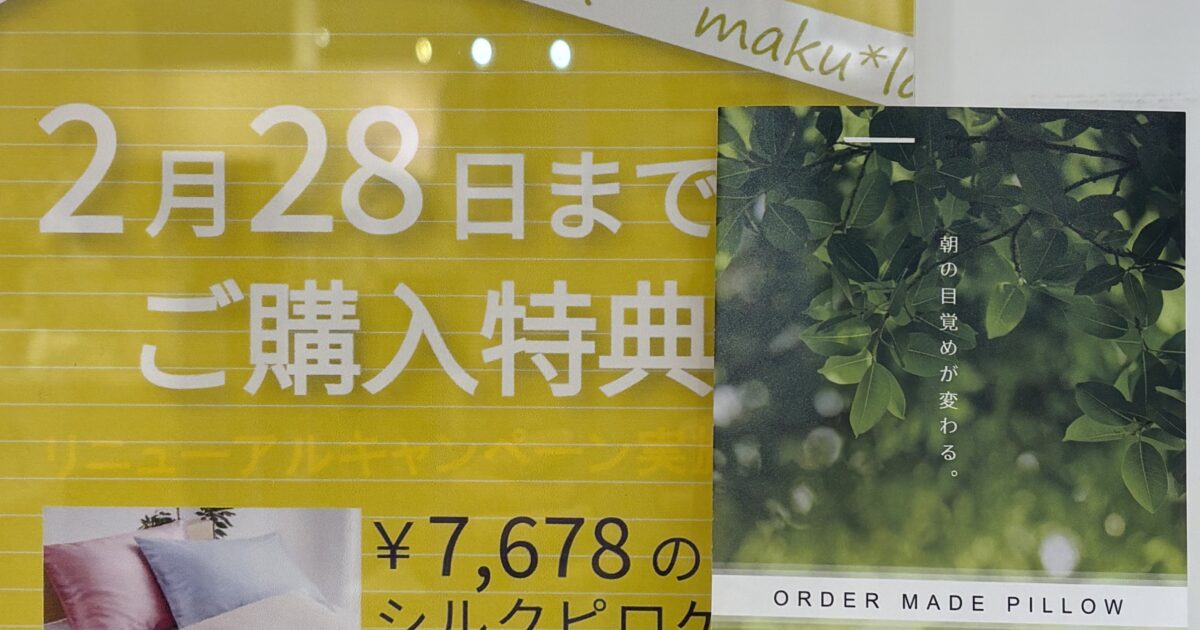 maku*la
2月28日まで
ご購入特典
リニューアルキャンペーン実
¥7,678の
シルクピロケ
朝の目覚めが変わる。
ORDER MADE PILLOW